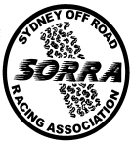 SYDNEY OFF ROAD
SORRA
RACING ASSOCIATION